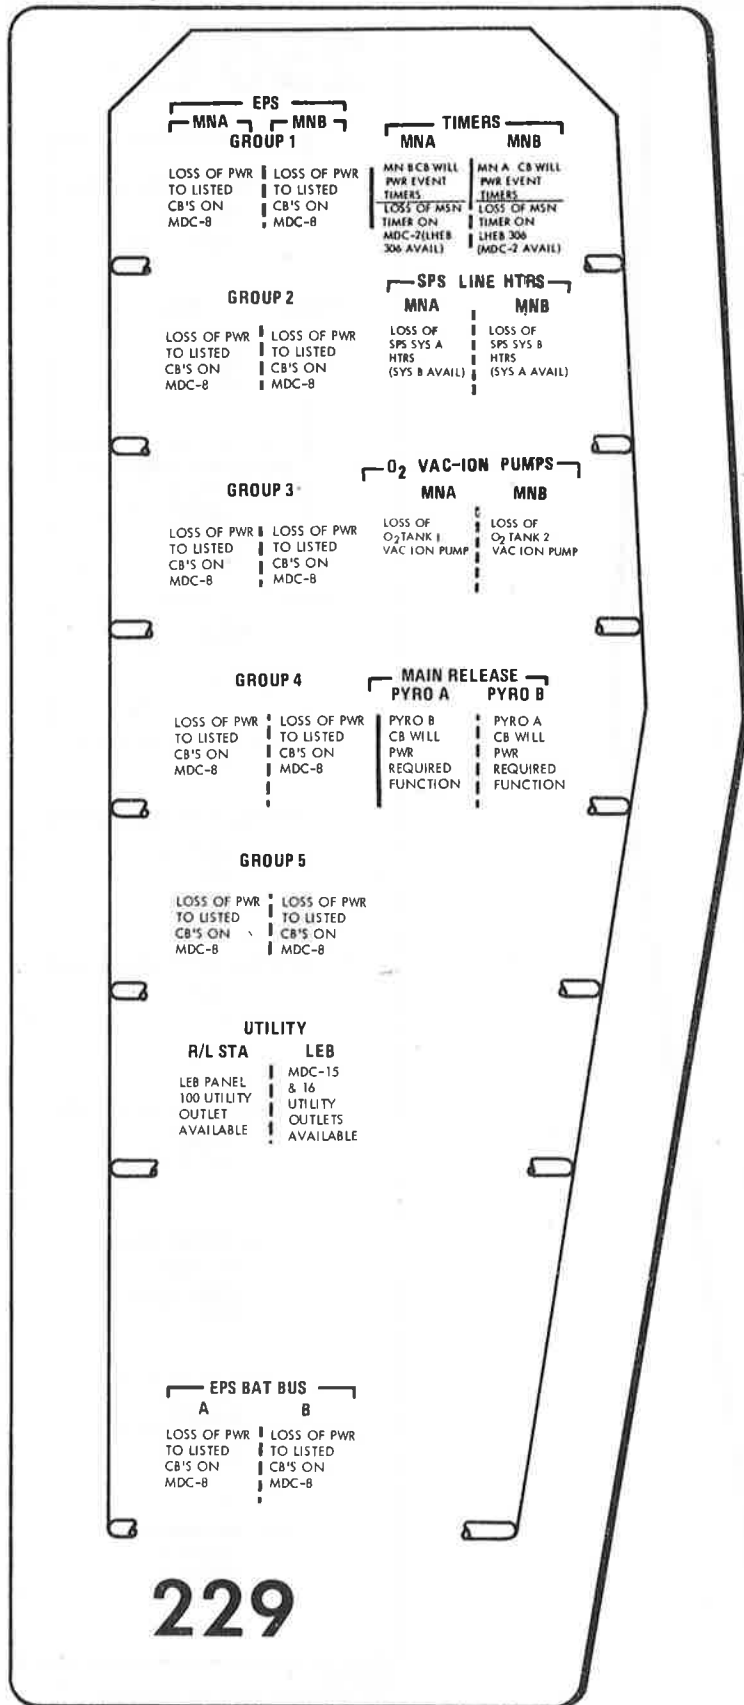 EPS
MNA MNB
GROUP 1
LOSS OF PWR
TO LISTED
CB'S ON
MDC-8
LOSS OF PWR
TO LISTED
CB'S ON
MDC-8
TIMERS
MNA MNB
MN B CB WILL
PWR EVENT
TIMERS
LOSS OF MSN
TIMER ON
MDC-2(LHEB
306 AVAIL)
MN A CB WILL
PWR EVENT
TIMERS
LOSS OF MSN
TIMER ON
LHEB 306
(MDC-2 AVAIL)
GROUP 2
LOSS OF PWR
TO LISTED
CB'S ON
MDC-8
LOSS OF PWR
TO LISTED
CB'S ON
MDC-8
SPS LINE HTRS
MNA MNB
LOSS OF
SPS SYS A
HTRS
(SYS B AVAIL)
LOSS OF
SPS SYS B
HTRS
(SYS A AVAIL)
GROUP 3
LOSS OF PWR
TO LISTED
CB'S ON
MDC-8
LOSS OF PWR
TO LISTED
CB'S ON
MDC-8
O2 VAC-ION PUMPS
MNA MNB
LOSS OF
O2 TANK 1
VAC ION PUMP
LOSS OF
O2 TANK 2
VAC ION PUMP
GROUP 4
LOSS OF PWR
TO LISTED
CB'S ON
MDC-8
LOSS OF PWR
TO LISTED
CB'S ON
MDC-8
MAIN RELEASE
PYRO A PYRO B
PYRO B
CB WILL
PWR
REQUIRED
FUNCTION
PYRO A
CB WILL
PWR
REQUIRED
FUNCTION
GROUP 5
LOSS OF PWR
TO LISTED
CB'S ON
MDC-8
LOSS OF PWR
TO LISTED
CB'S ON
MDC-8
UTILITY
R/L STA LEB
LEB PANEL
100 UTILITY
OUTLET
AVAILABLE
MDC-15
& 16
UTILITY
OUTLETS
AVAILABLE
EPS BAT BUS
A B
LOSS OF PWR
TO LISTED
CB'S ON
MDC-8
LOSS OF PWR
TO LISTED
CB'S ON
MDC-8
229